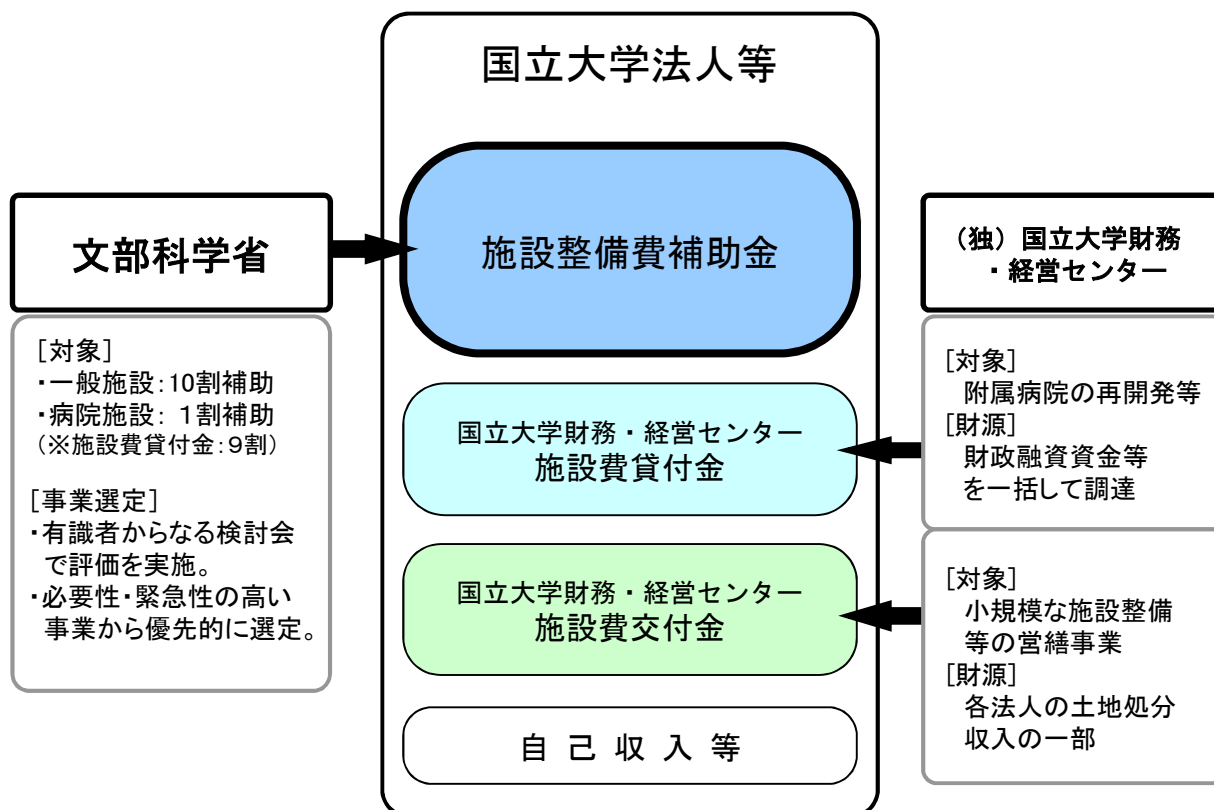 国立大学法人等
文部科学省
[対象]
・一般施設：10割補助
・病院施設： 1割補助
（※施設費貸付金：9割）
[事業選定]
・有識者からなる検討会
で評価を実施。
・必要性・緊急性の高い
事業から優先的に選定。
施設整備費補助金
国立大学財務・経営センター
施設費貸付金
国立大学財務・経営センター
施設費交付金
自 己 収 入 等
（独）国立大学財務
・経営センター
[対象]
附属病院の再開発等
[財源]
財政融資資金等
を一括して調達
[対象]
小規模な施設整備
等の営繕事業
[財源]
各法人の土地処分
収入の一部